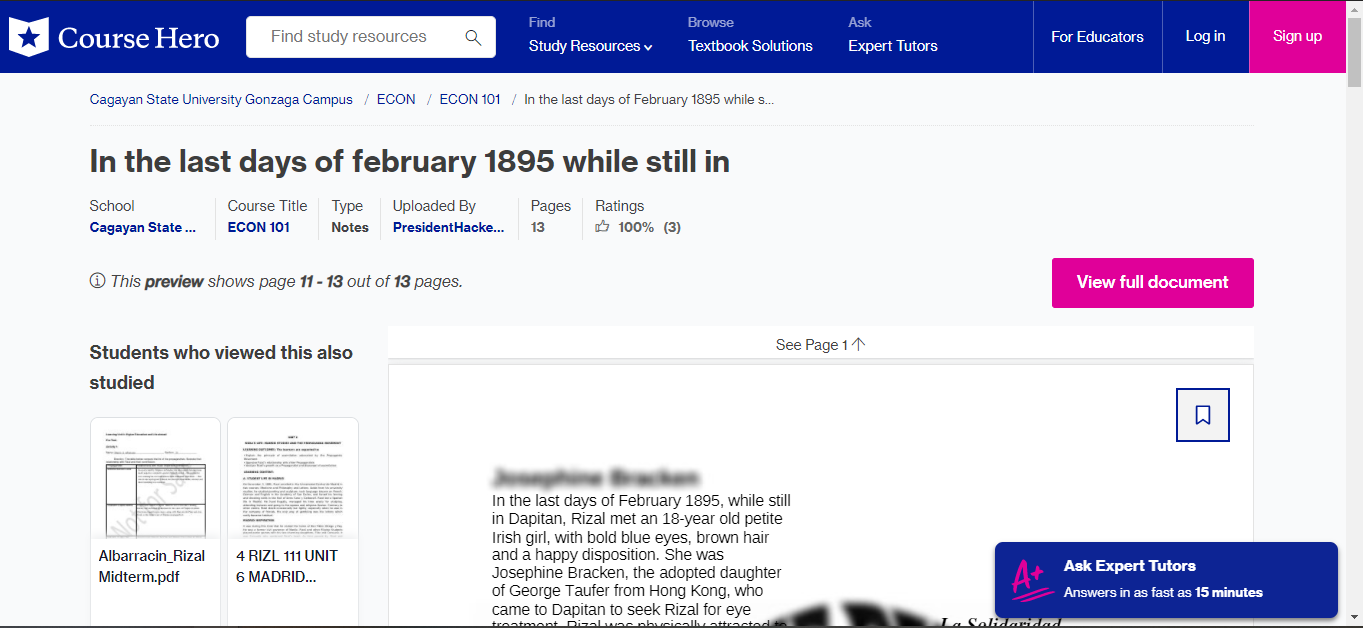 Course Hero
Find study resources
Find
Study Resources
Browse
Textbook Solutions
Ask
Expert Tutors
For Educators
Log in
Sign up
Cagayan State University Gonzaga Campus / ECON / ECON 101 / In the last days of February 1895 while s...
In the last days of february 1895 while still in
School
Cagayan State ...
Course Title
ECON 101
Type
Notes
Uploaded By
PresidentHacke...
Pages
13
Ratings
100% (3)
This preview shows page 11 - 13 out of 13 pages.
View full document
Students who viewed this also
studied
Albarracin_Rizal
Midterm.pdf
4 RIZL 111 UNIT
6 MADRID...
See Page 1
Josephine Bracken
In the last days of February 1895, while still
in Dapitan, Rizal met an 18-year old petite
Irish girl, with bold blue eyes, brown hair
and a happy disposition. She was
Josephine Bracken, the adopted daughter
of George Taufer from Hong Kong, who
came to Dapitan to seek Rizal for eye
treatment. Rizal was physically attracted to
La Solidaridad
A+
Ask Expert Tutors
Answers in as fast as 15 minutes